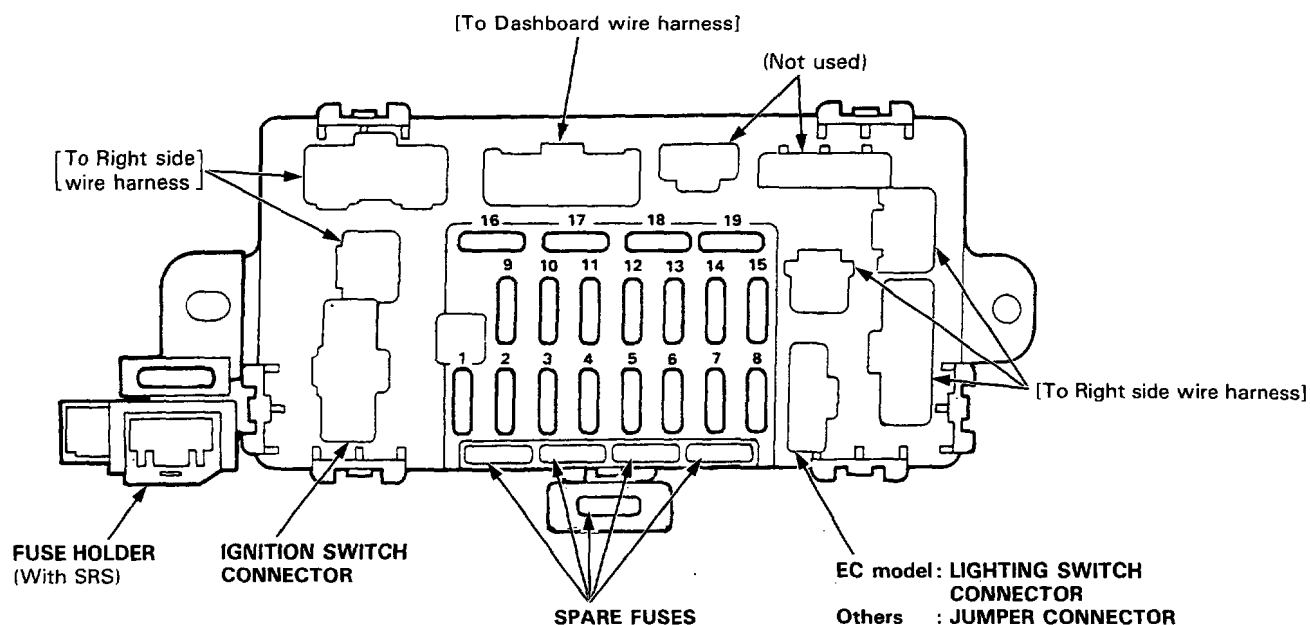 [To Dashboard wire harness]
(Not used)
[To Right side
wire harness]
16 17 18 19
9 10 11 12 13 14 15
1 2 3 4 5 6 7 8
[To Right side wire harness]
FUSE HOLDER
(With SRS)
IGNITION SWITCH
CONNECTOR
SPARE FUSES
EC model : LIGHTING SWITCH
CONNECTOR
Others : JUMPER CONNECTOR